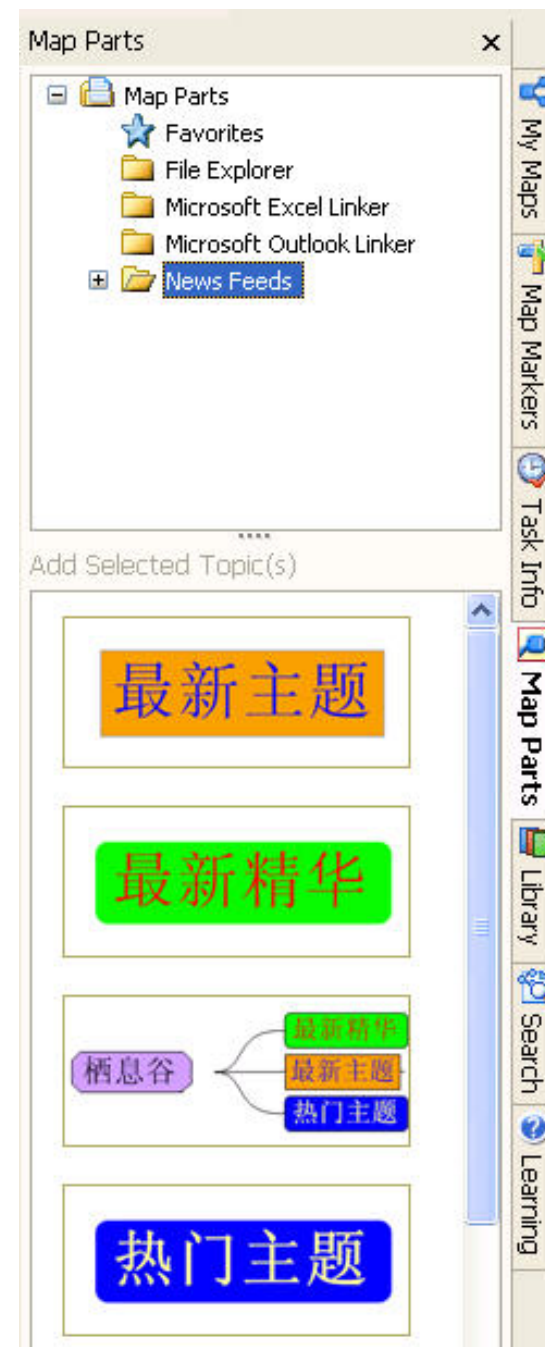 Map Parts
Map Parts
Favorites
File Explorer
Microsoft Excel Linker
Microsoft Outlook Linker
News Feeds
Add Selected Topic(s)
最新主题
最新精华
栖息谷
最新精华
最新主题
热门主题
热门主题
My Maps
Map Markers
Task Info
Map Parts
Library
Search
Learning